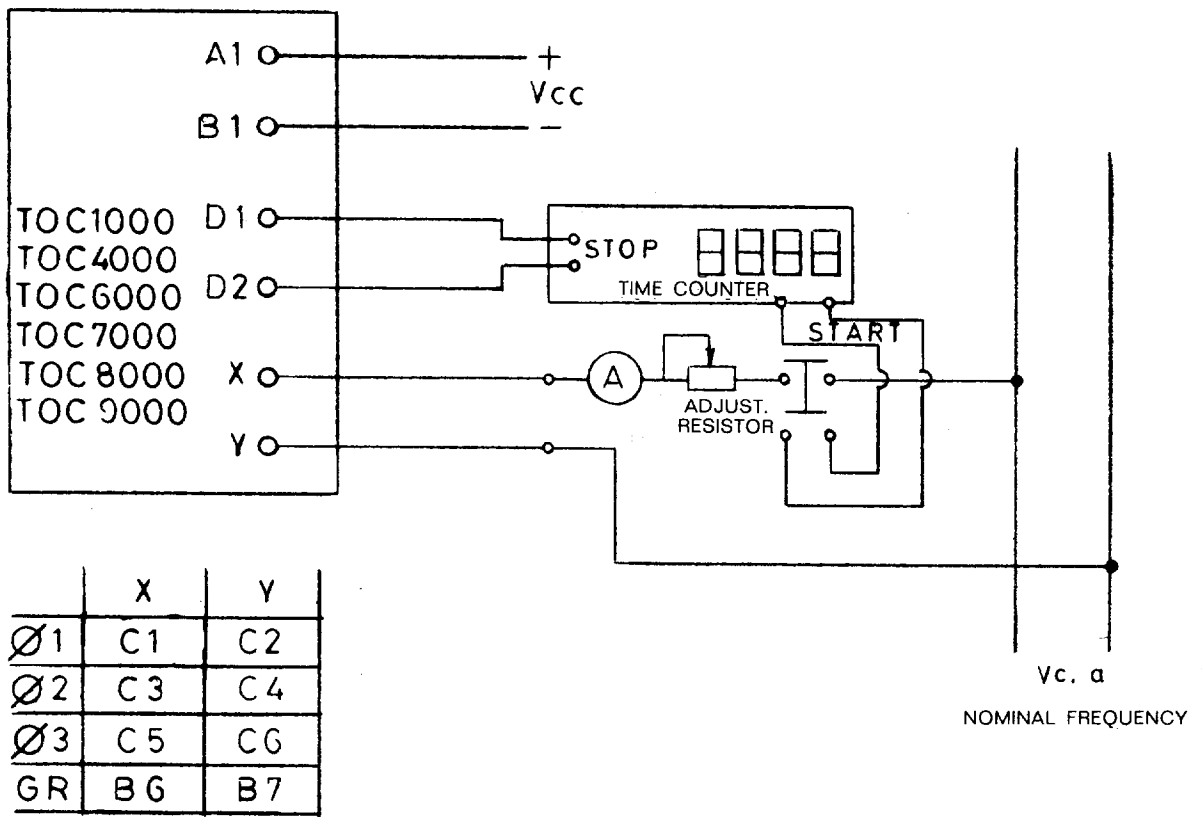 A1
+
Vcc
B1
−
TOC1000
TOC4000
TOC6000
TOC7000
TOC8000
TOC9000
D1
D2
X
Y
STOP
8888
TIME COUNTER
START
A
ADJUST.
RESISTOR
Vc. a
NOMINAL FREQUENCY
X Y
Ø1 C1 C2
Ø2 C3 C4
Ø3 C5 C6
GR B6 B7